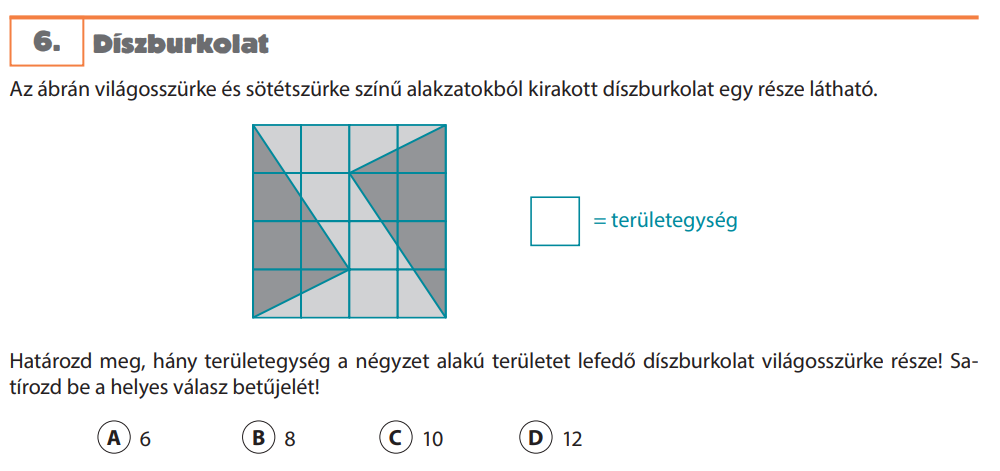 6. Díszburkolat
Az ábrán világosszürke és sötétszürke színű alakzatokból kirakott díszburkolat egy része látható.
= területegység
Határozd meg, hány területegység a négyzet alakú területet lefedő díszburkolat világosszürke része! Sa-
tírozd be a helyes válasz betűjelét!
A 6 B 8 C 10 D 12